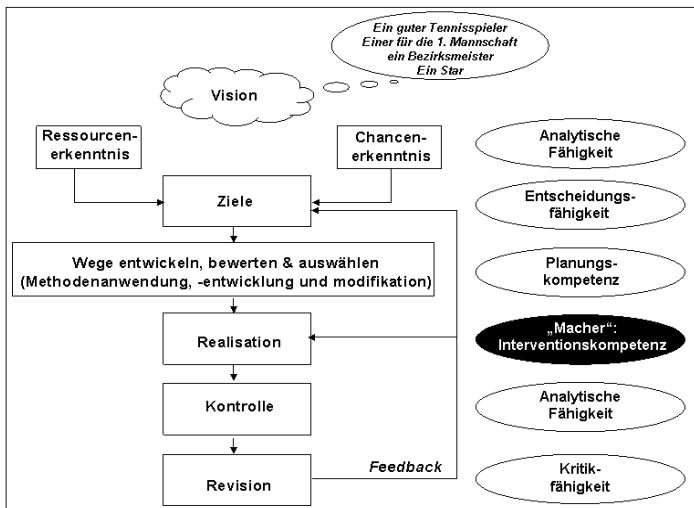 Ein guter Tennisspieler
Einer für die 1. Mannschaft
ein Bezirksmeister
Ein Star
Vision
Ressourcen-
erkenntnis
Chancen-
erkenntnis
Analytische
Fähigkeit
Ziele
Entscheidungs-
fähigkeit
Wege entwickeln, bewerten & auswählen
(Methodenanwendung, -entwicklung und modifikation)
Planungs-
kompetenz
Realisation
„Macher“:
Interventionskompetenz
Kontrolle
Analytische
Fähigkeit
Revision
Feedback
Kritik-
fähigkeit